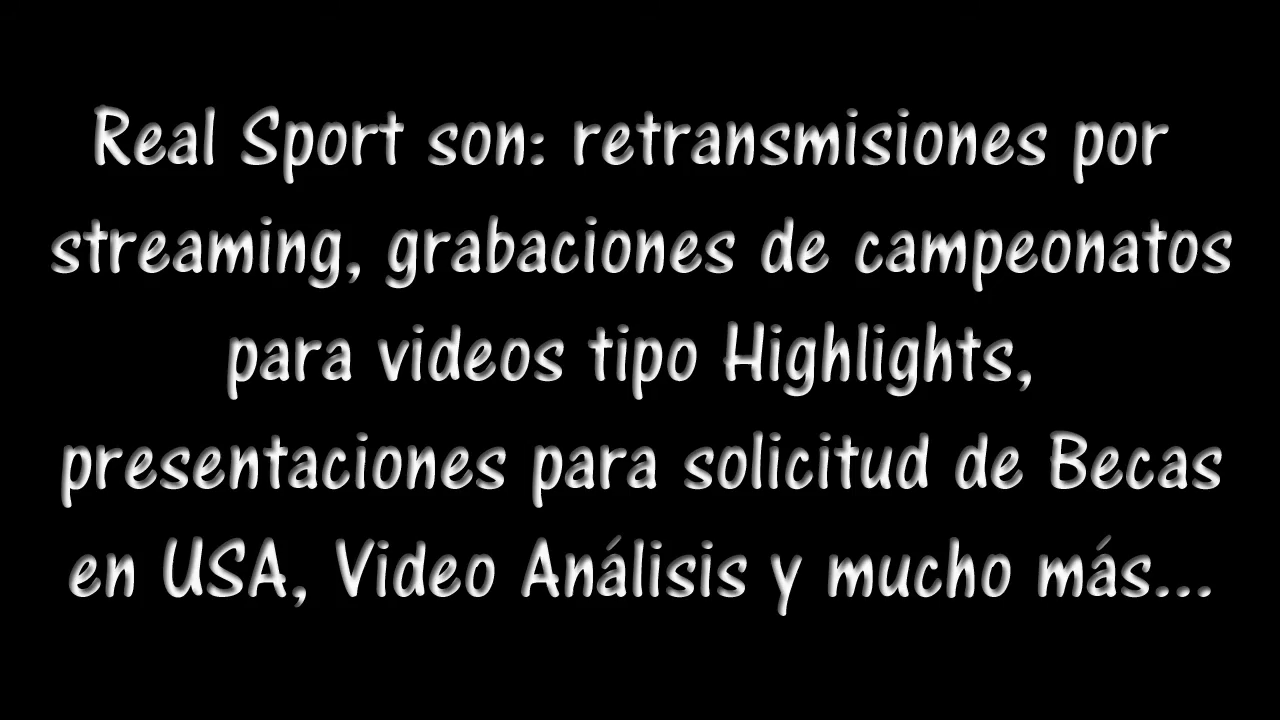 Real Sport son: retransmisiones por
streaming, grabaciones de campeonatos
para videos tipo Highlights,
presentaciones para solicitud de Becas
en USA, Video Análisis y mucho más...